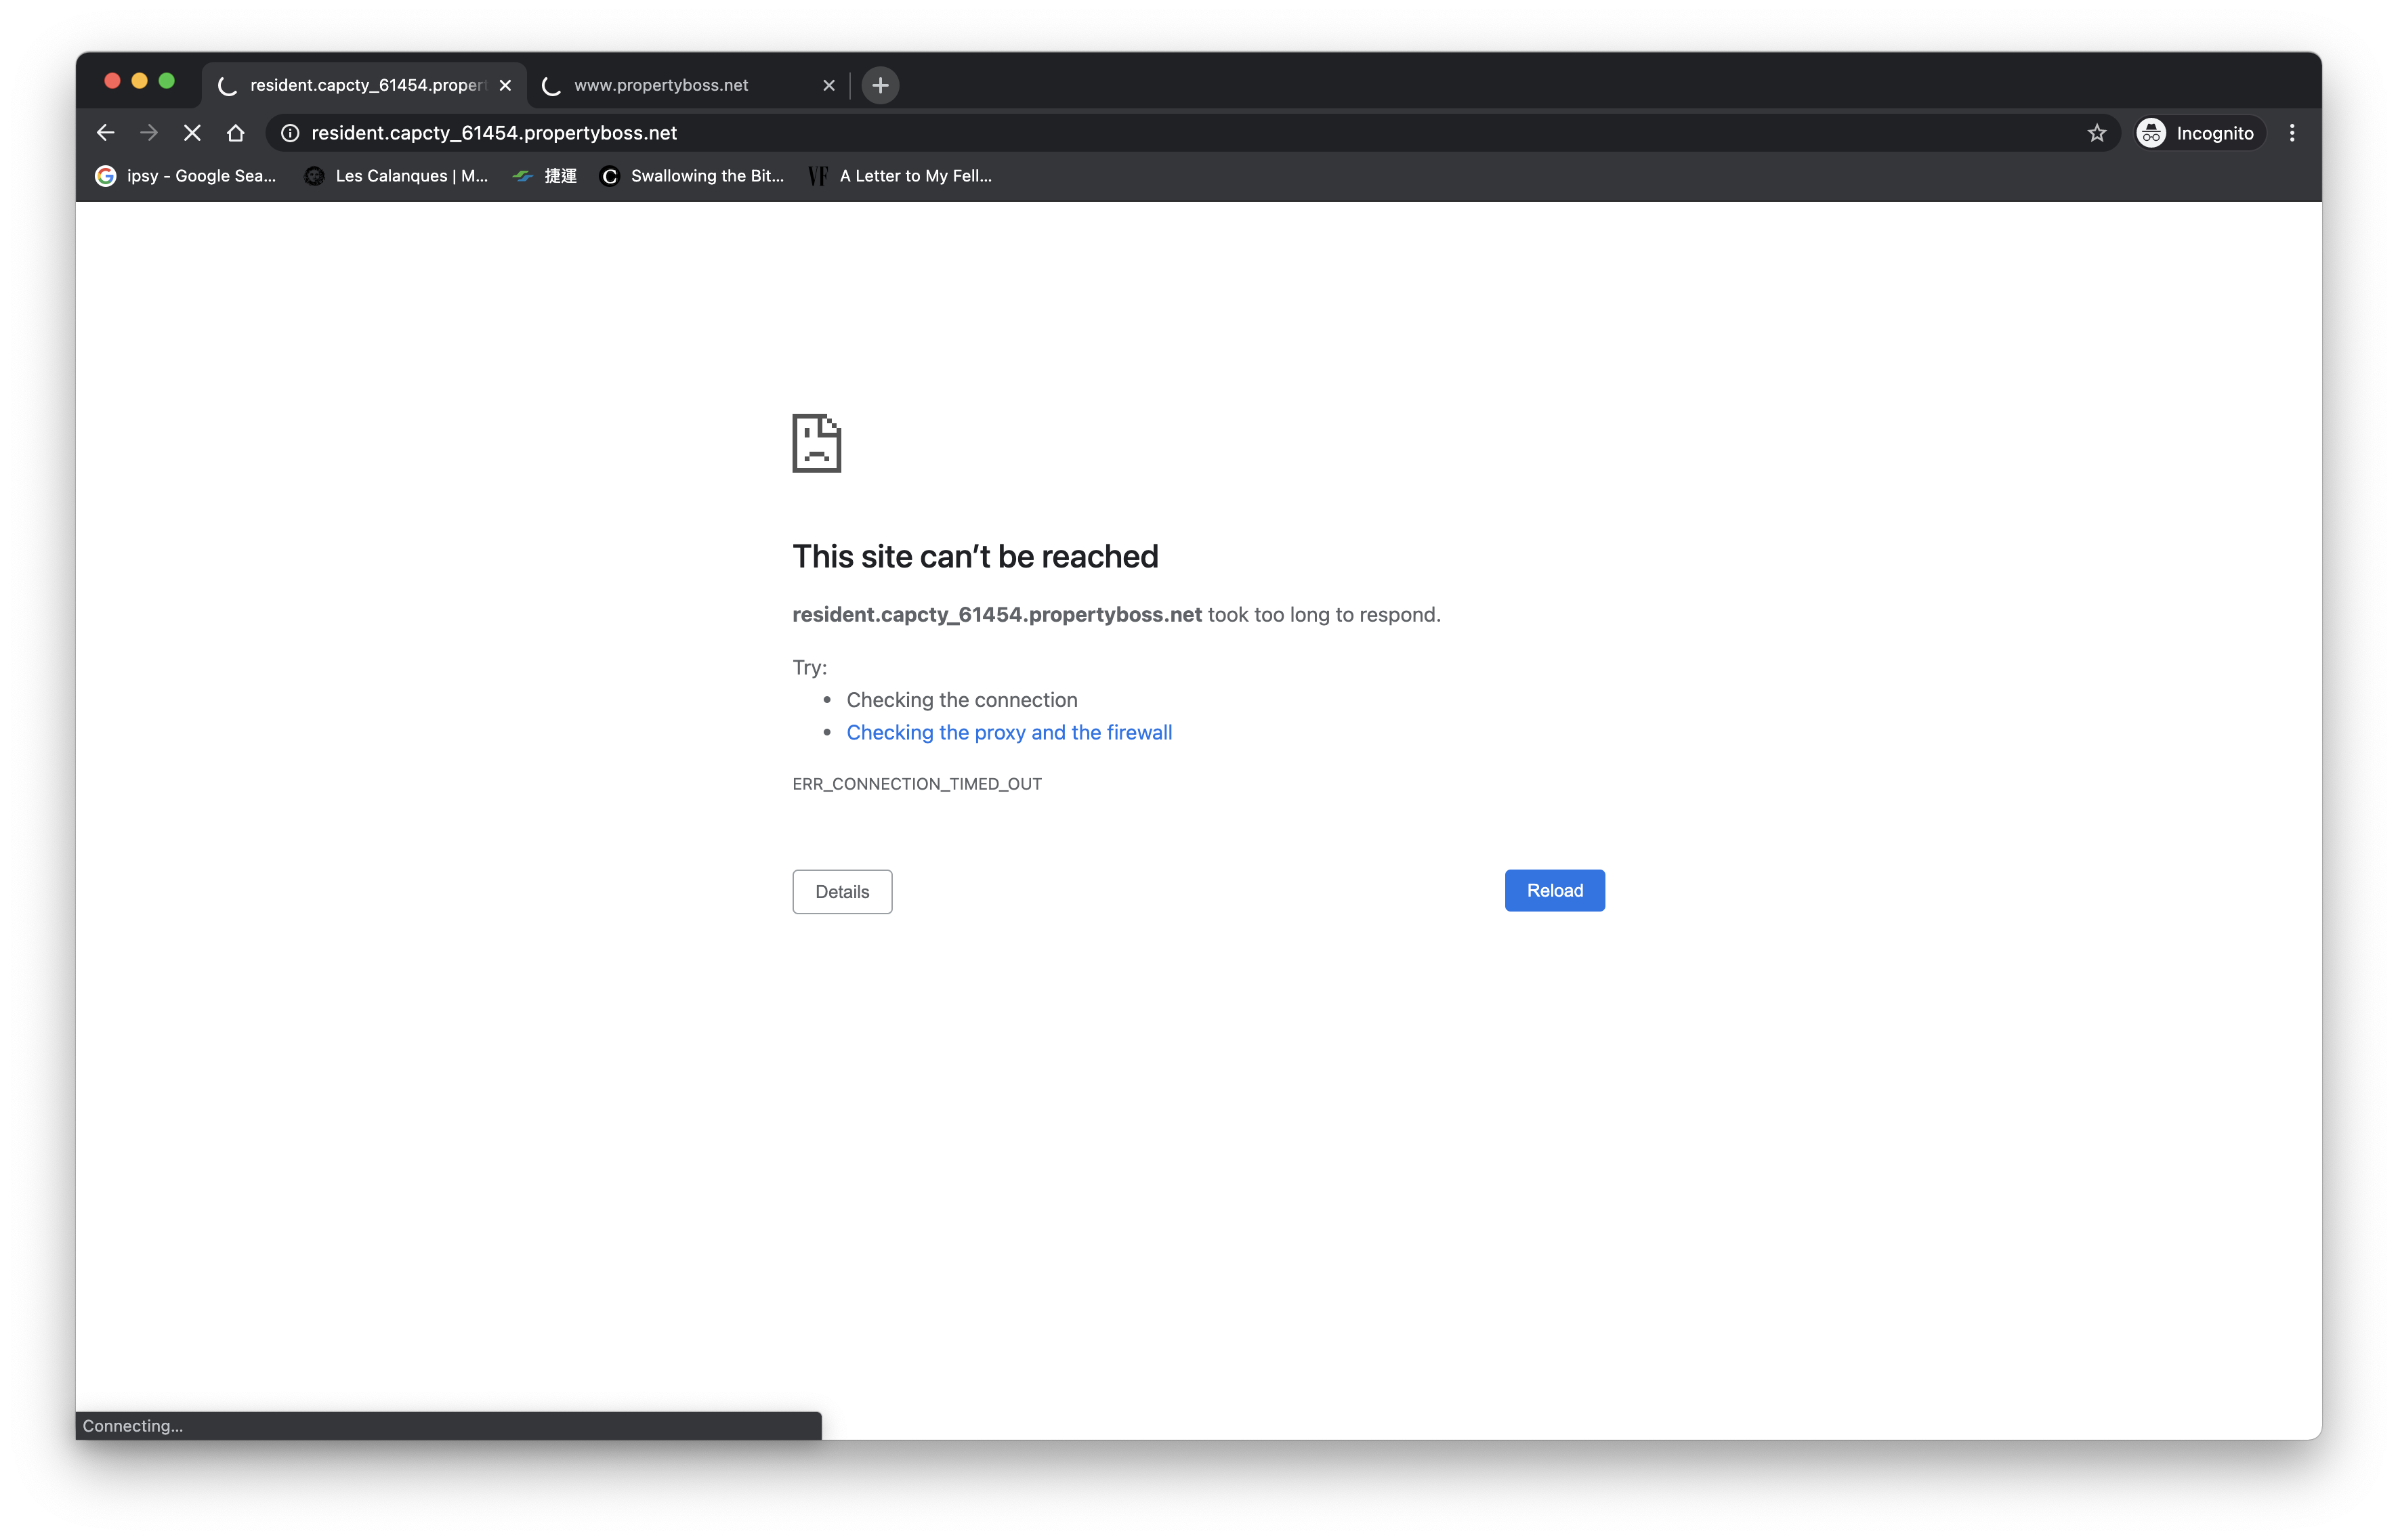 resident.capcty_61454.proper
www.propertyboss.net
resident.capcty_61454.propertyboss.net
Incognito
ipsy - Google Sea...
Les Calanques | M...
捷運
C
Swallowing the Bit...
VF
A Letter to My Fell...
This site can't be reached
resident.capcty_61454.propertyboss.net took too long to respond.
Try:
• Checking the connection
• Checking the proxy and the firewall
ERR_CONNECTION_TIMED_OUT
Details
Reload
Connecting...